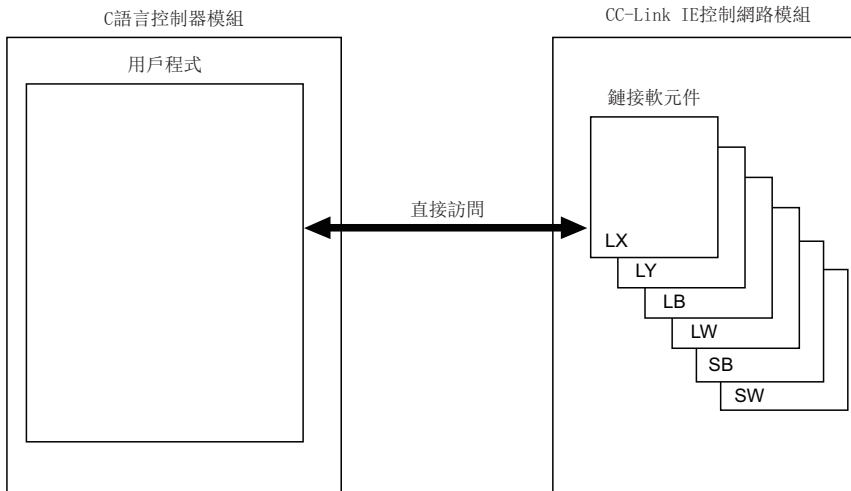 C語言控制器模組
CC-Link IE控制網路模組
用戶程式
鏈接軟元件
直接訪問
LX
LY
LB
LW
SB
SW